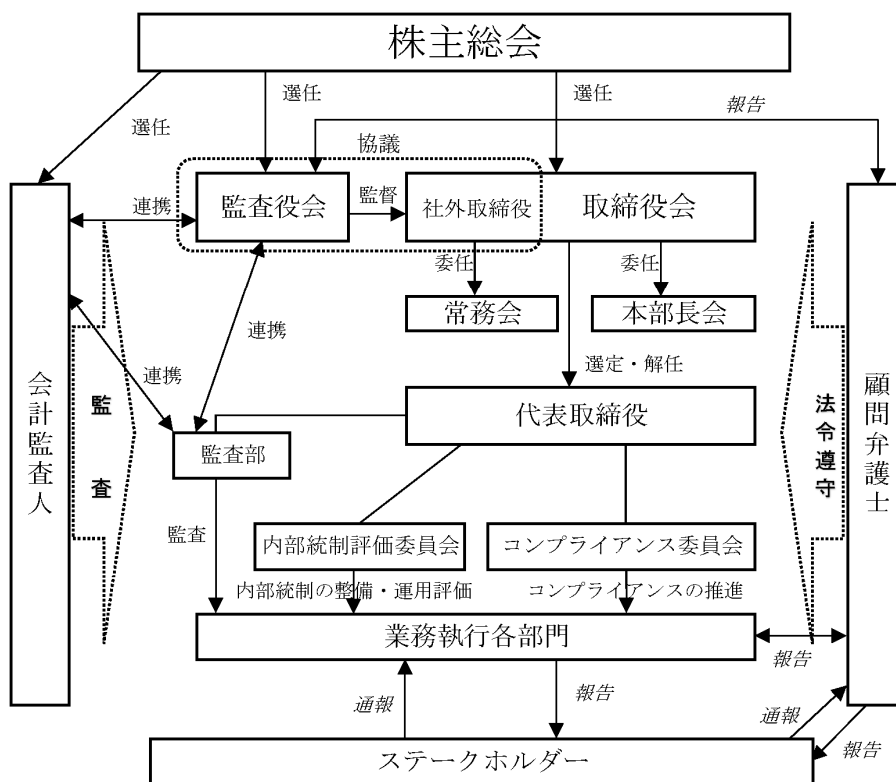 株主総会
選任
選任
選任
報告
協議
監査役会
監督
社外取締役
取締役会
連携
委任
委任
常務会
本部長会
連携
選定・解任
連携
会計監査人
監査
代表取締役
法令遵守
顧問弁護士
監査部
監査
内部統制評価委員会
コンプライアンス委員会
内部統制の整備・運用評価
コンプライアンスの推進
業務執行各部門
報告
通報
報告
通報
報告
ステークホルダー